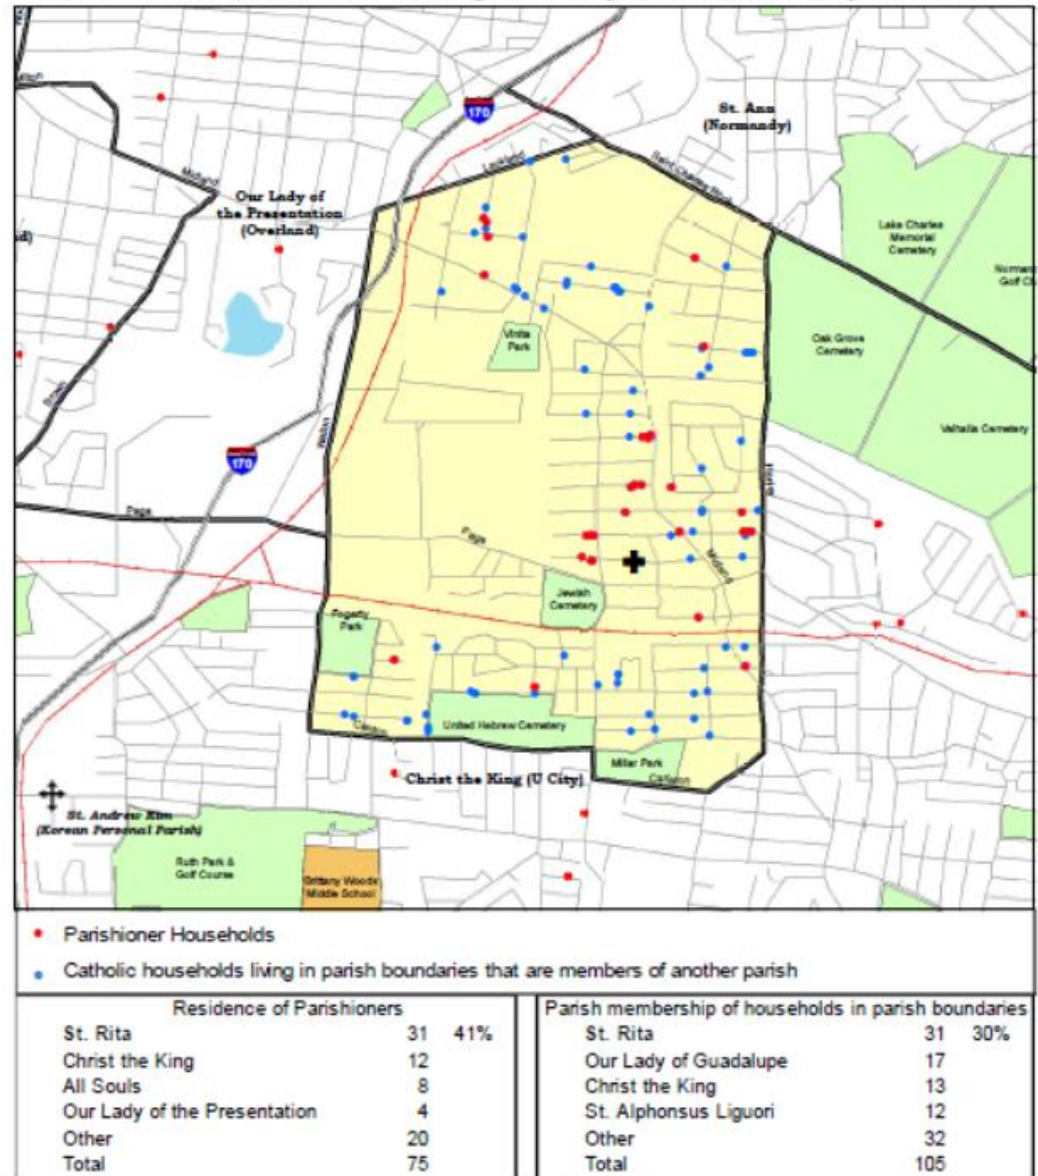 170
St. Ann
(Normandy)
Lackland
Midland
Our Lady of
the Presentation
(Overland)
Lake Charles
Memorial
Cemetery
Oak Grove
Cemetery
Vinita
Park
Valhalla Cemetery
170
Page
Page
Midland
Jewish
Cemetery
Fogerty
Park
United Hebrew Cemetery
Millar Park
Christ the King (U City)
St. Andrew Kim
(Korean Personal Parish)
Ruth Park &
Golf Course
Brittany Woods
Middle School
Parishioner Households
Catholic households living in parish boundaries that are members of another parish
Residence of Parishioners
St. Rita 31 41%
Christ the King 12
All Souls 8
Our Lady of the Presentation 4
Other 20
Total 75
Parish membership of households in parish boundaries
St. Rita 31 30%
Our Lady of Guadalupe 17
Christ the King 13
St. Alphonsus Liguori 12
Other 32
Total 105